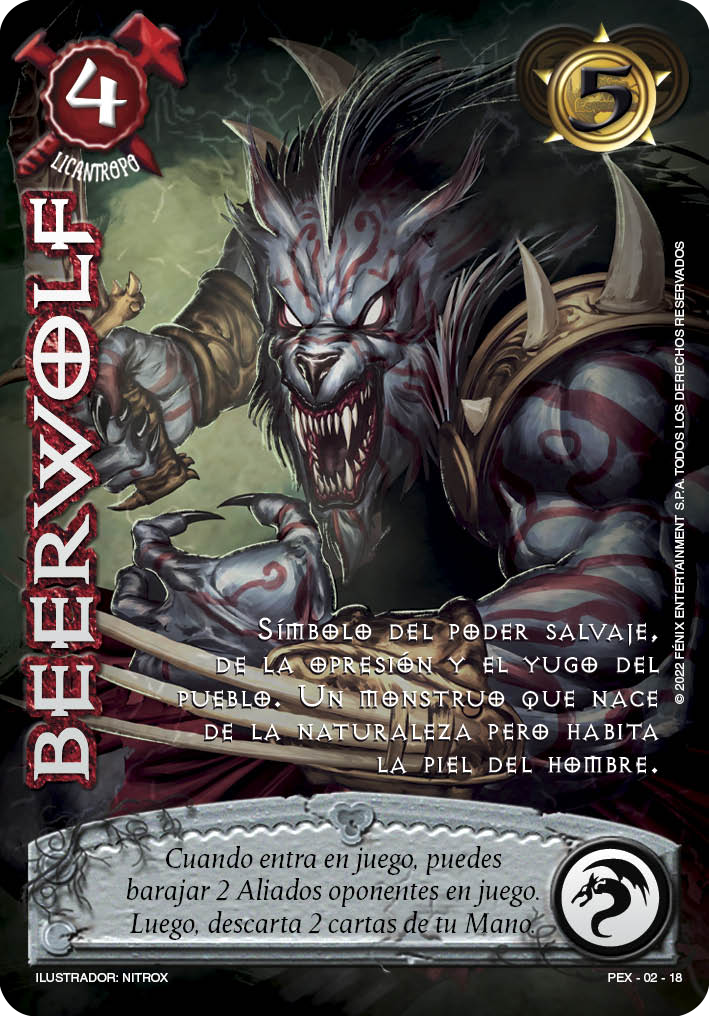 4
LICANTROPO
5
BEERWOLF
© 2022 FÉNIX ENTERTAINMENT S.P.A. TODOS LOS DERECHOS RESERVADOS
Símbolo del poder salvaje,
de la opresión y el yugo del
pueblo. Un monstruo que nace
de la naturaleza pero habita
la piel del hombre.
Cuando entra en juego, puedes
barajar 2 Aliados oponentes en juego.
Luego, descarta 2 cartas de tu Mano.
ILUSTRADOR: NITROX
PEX - 02 - 18